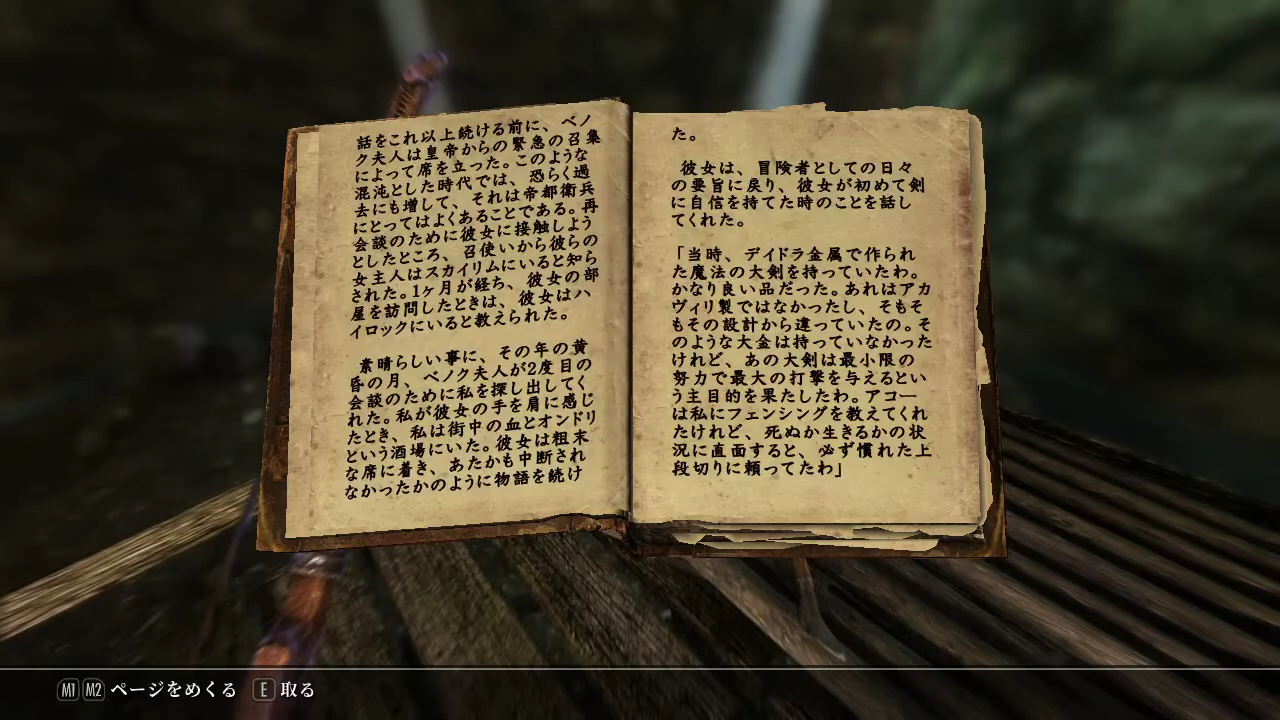 話をこれ以上続ける前に、ベノ
ク夫人は皇帝からの緊急の召集
によって席を立った。このような
混沌とした時代では、恐らく過
去にも増して、それは帝都衛兵
にとってはよくあることである。再
会談のために彼女に接触しよう
としたところ、召使いから彼らの
女主人はスカイリムにいると知ら
された。1ヶ月が経ち、彼女の部
屋を訪問したときは、彼女はハ
イロックにいると教えられた。
素晴らしい事に、その年の黄
昏の月、ベノク夫人が2度目の
会談のために私を探し出してく
れた。私が彼女の手を肩に感じ
たとき、私は街中の血とオンドリ
という酒場にいた。彼女は粗末
な席に着き、あたかも中断され
なかったかのように物語を続け
た。
彼女は、冒険者としての日々
の要旨に戻り、彼女が初めて剣
に自信を持てた時のことを話し
てくれた。
「当時、デイドラ金属で作られ
た魔法の大剣を持っていたわ。
かなり良い品だった。あれはアカ
ヴィリ製ではなかったし、そもそ
もその設計から違っていたの。そ
のような大金は持っていなかった
けれど、あの大剣は最小限の
努力で最大の打撃を与えるとい
う主目的を果たしたわ。アコー
は私にフェンシングを教えてくれ
たけれど、死ぬか生きるかの状
況に直面すると、必ず慣れた上
段切りに頼ってたわ」
M1 M2 ページをめくる E 取る